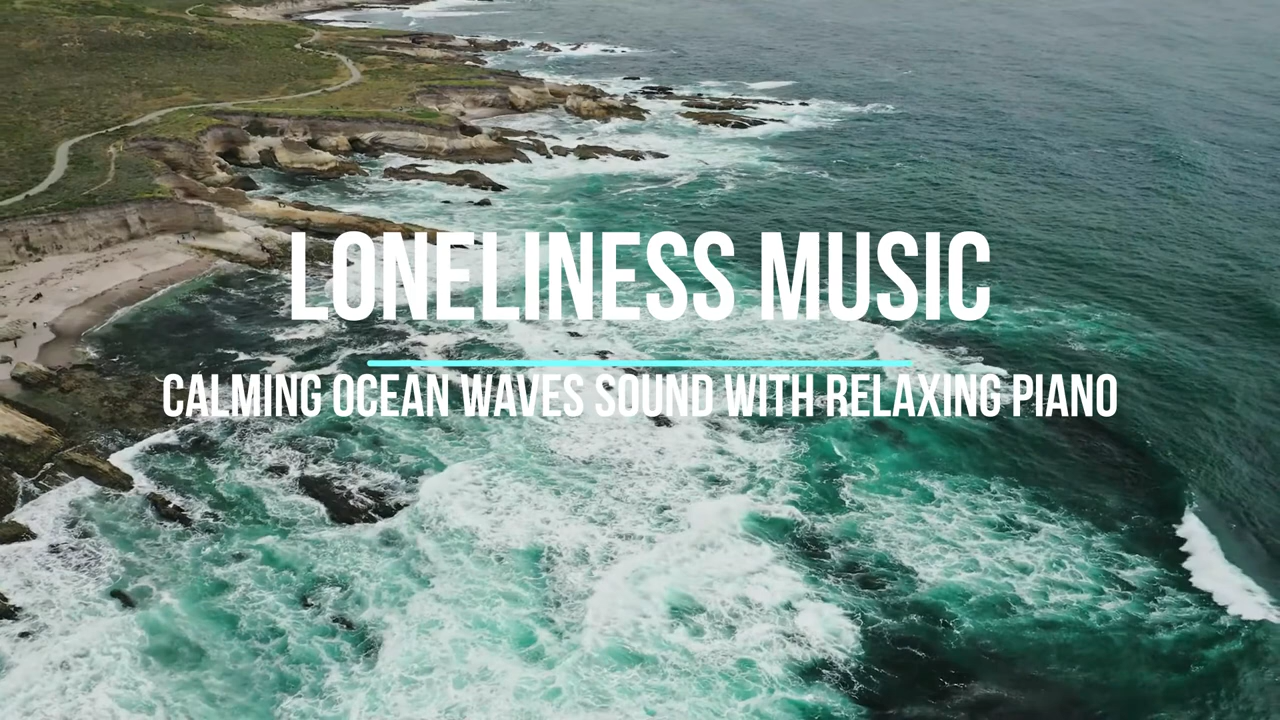 LONELINESS MUSIC
CALMING OCEAN WAVES SOUND WITH RELAXING PIANO